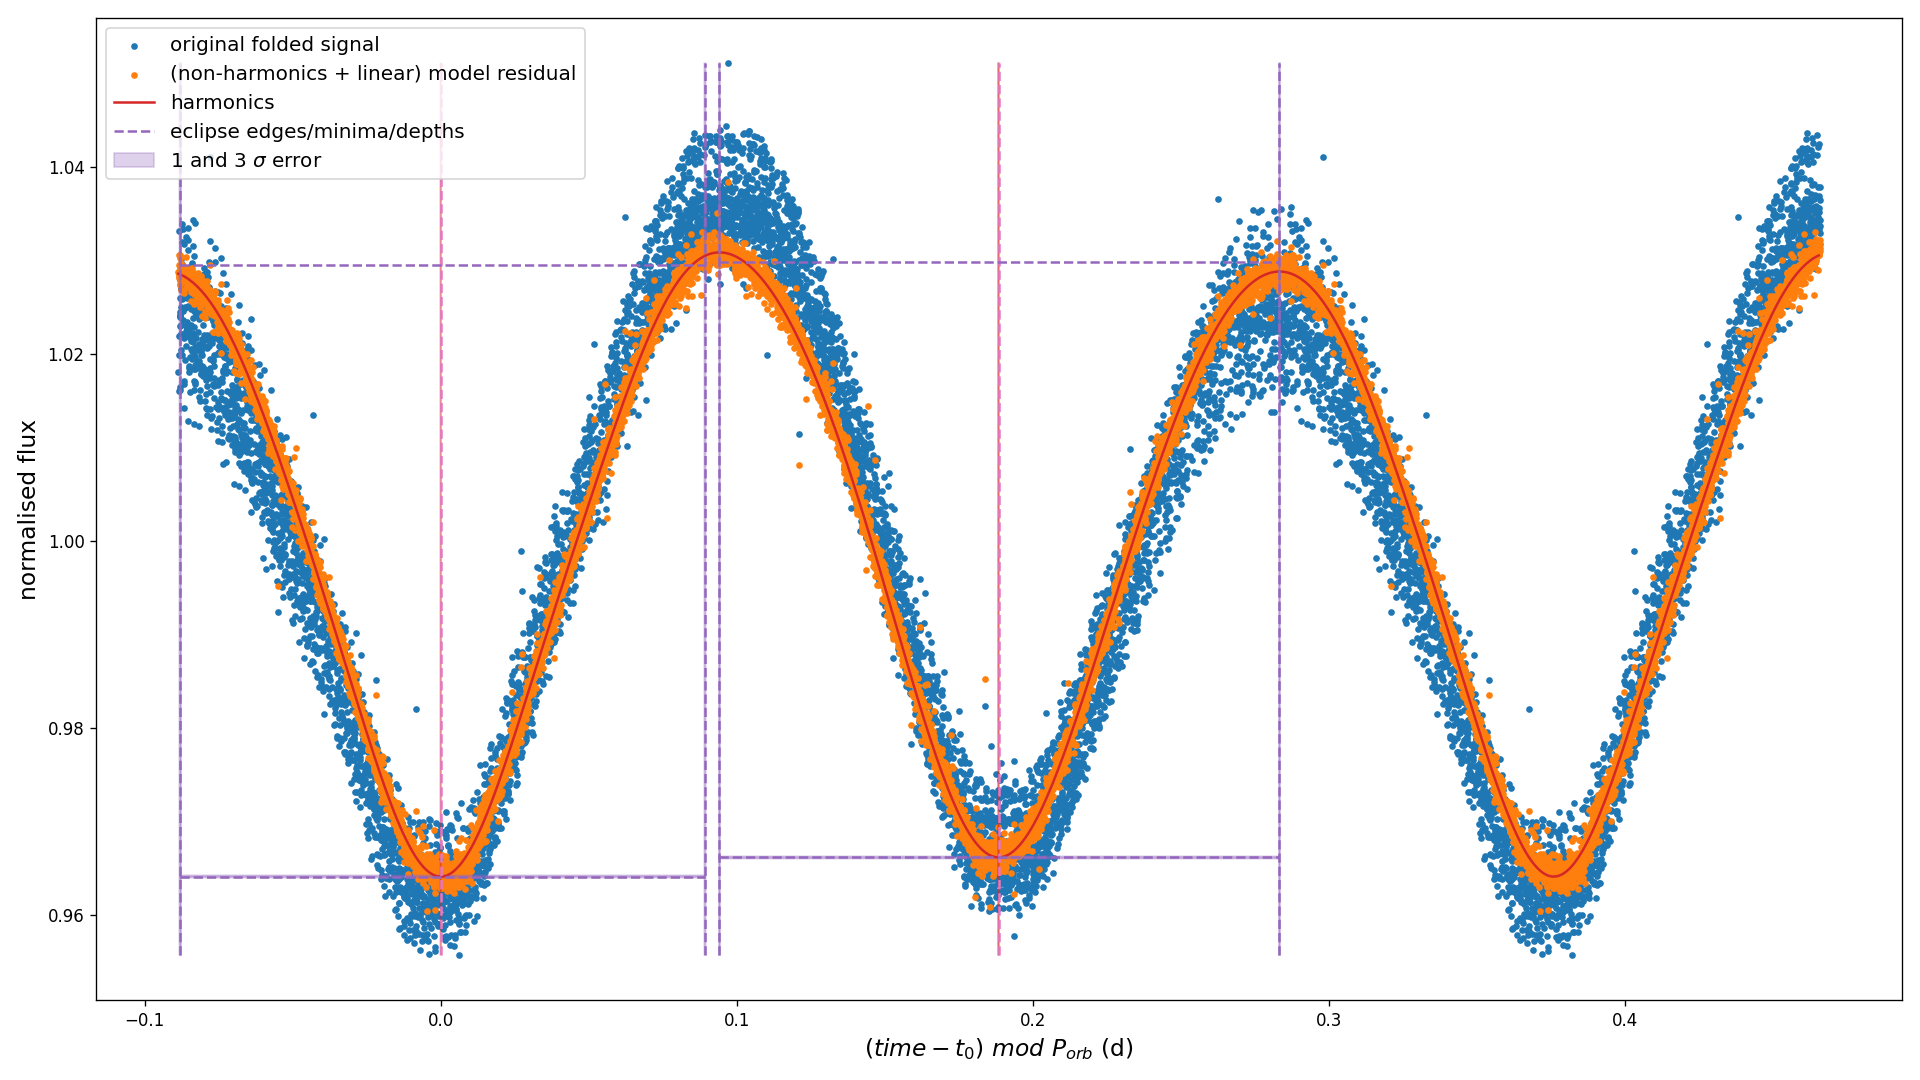 original folded signal
(non-harmonics + linear) model residual
harmonics
eclipse edges/minima/depths
1 and 3 σ error
normalised flux
1.04
1.02
1.00
0.98
0.96
−0.1
0.0
0.1
0.2
0.3
0.4
(time − t₀) mod Pₒᵣb (d)